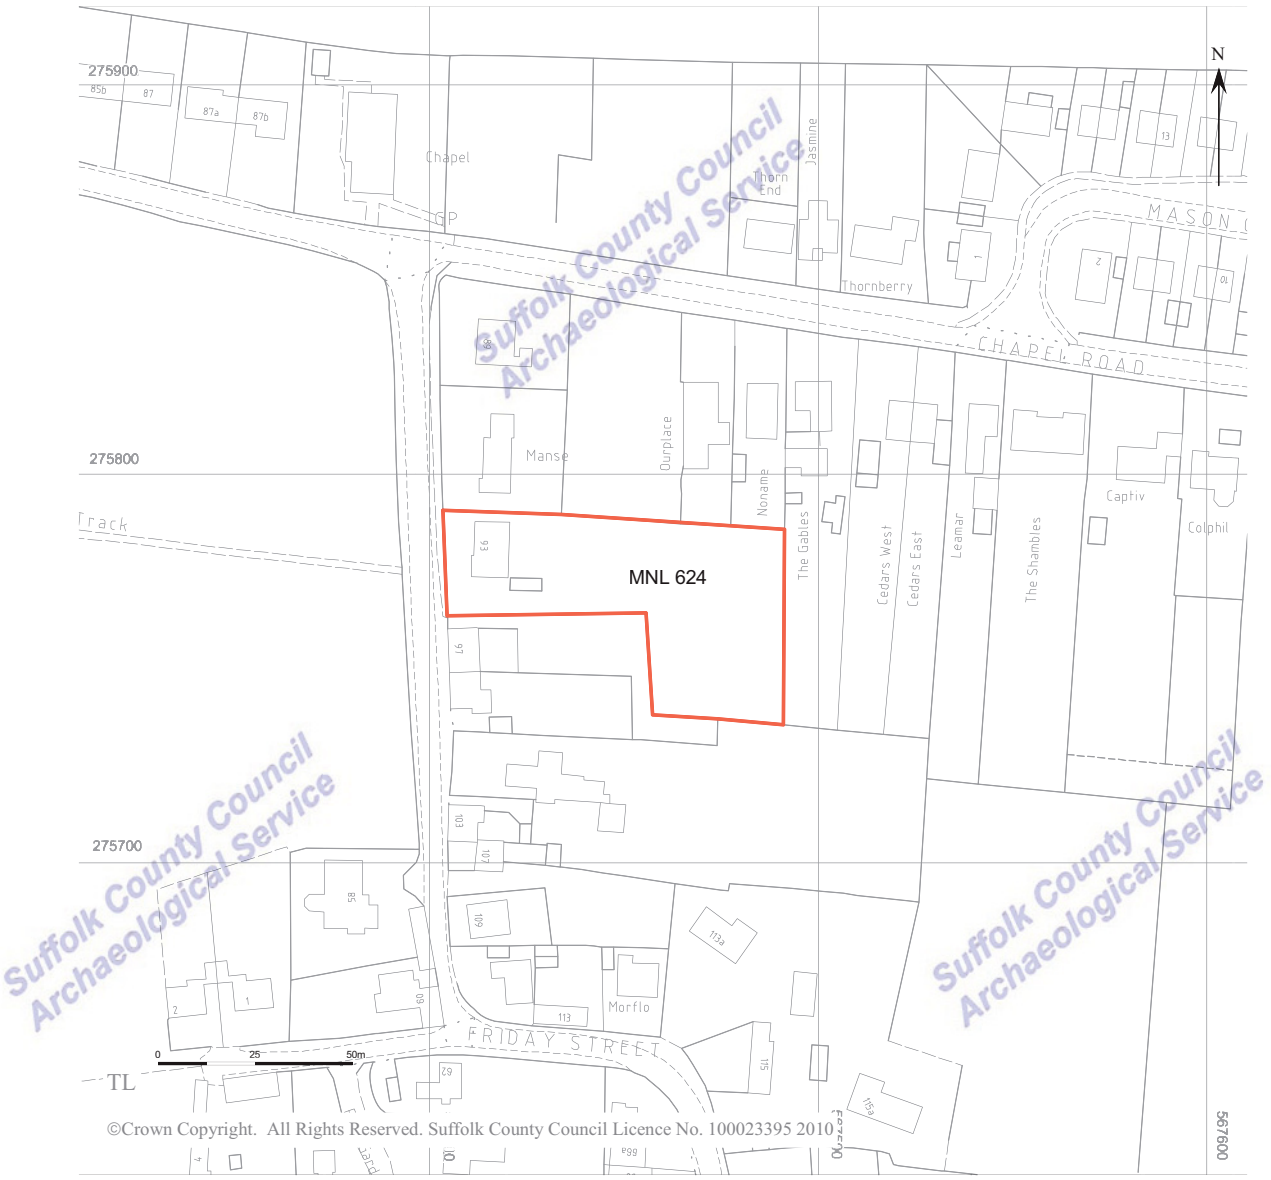 N
275900
85b
87
87a
87b
Chapel
GP
Thorn
End
Jasmine
Thornberry
13
MASON
1
2
10
CHAPEL ROAD
Suffolk County Council
Archaeological Service
89
Manse
Ourplace
Noname
The Gables
Cedars West
Cedars East
Leamar
The Shambles
Captiv
Colphil
275800
Track
93
MNL 624
97
275700
103
107
85
109
113a
Suffolk County Council
Archaeological Service
Suffolk County Council
Archaeological Service
2
1
60
113
Morflo
FRIDAY STREET
115
115a
62
0
25
50m
TL
©Crown Copyright. All Rights Reserved. Suffolk County Council Licence No. 100023395 2010
4
68a
567600